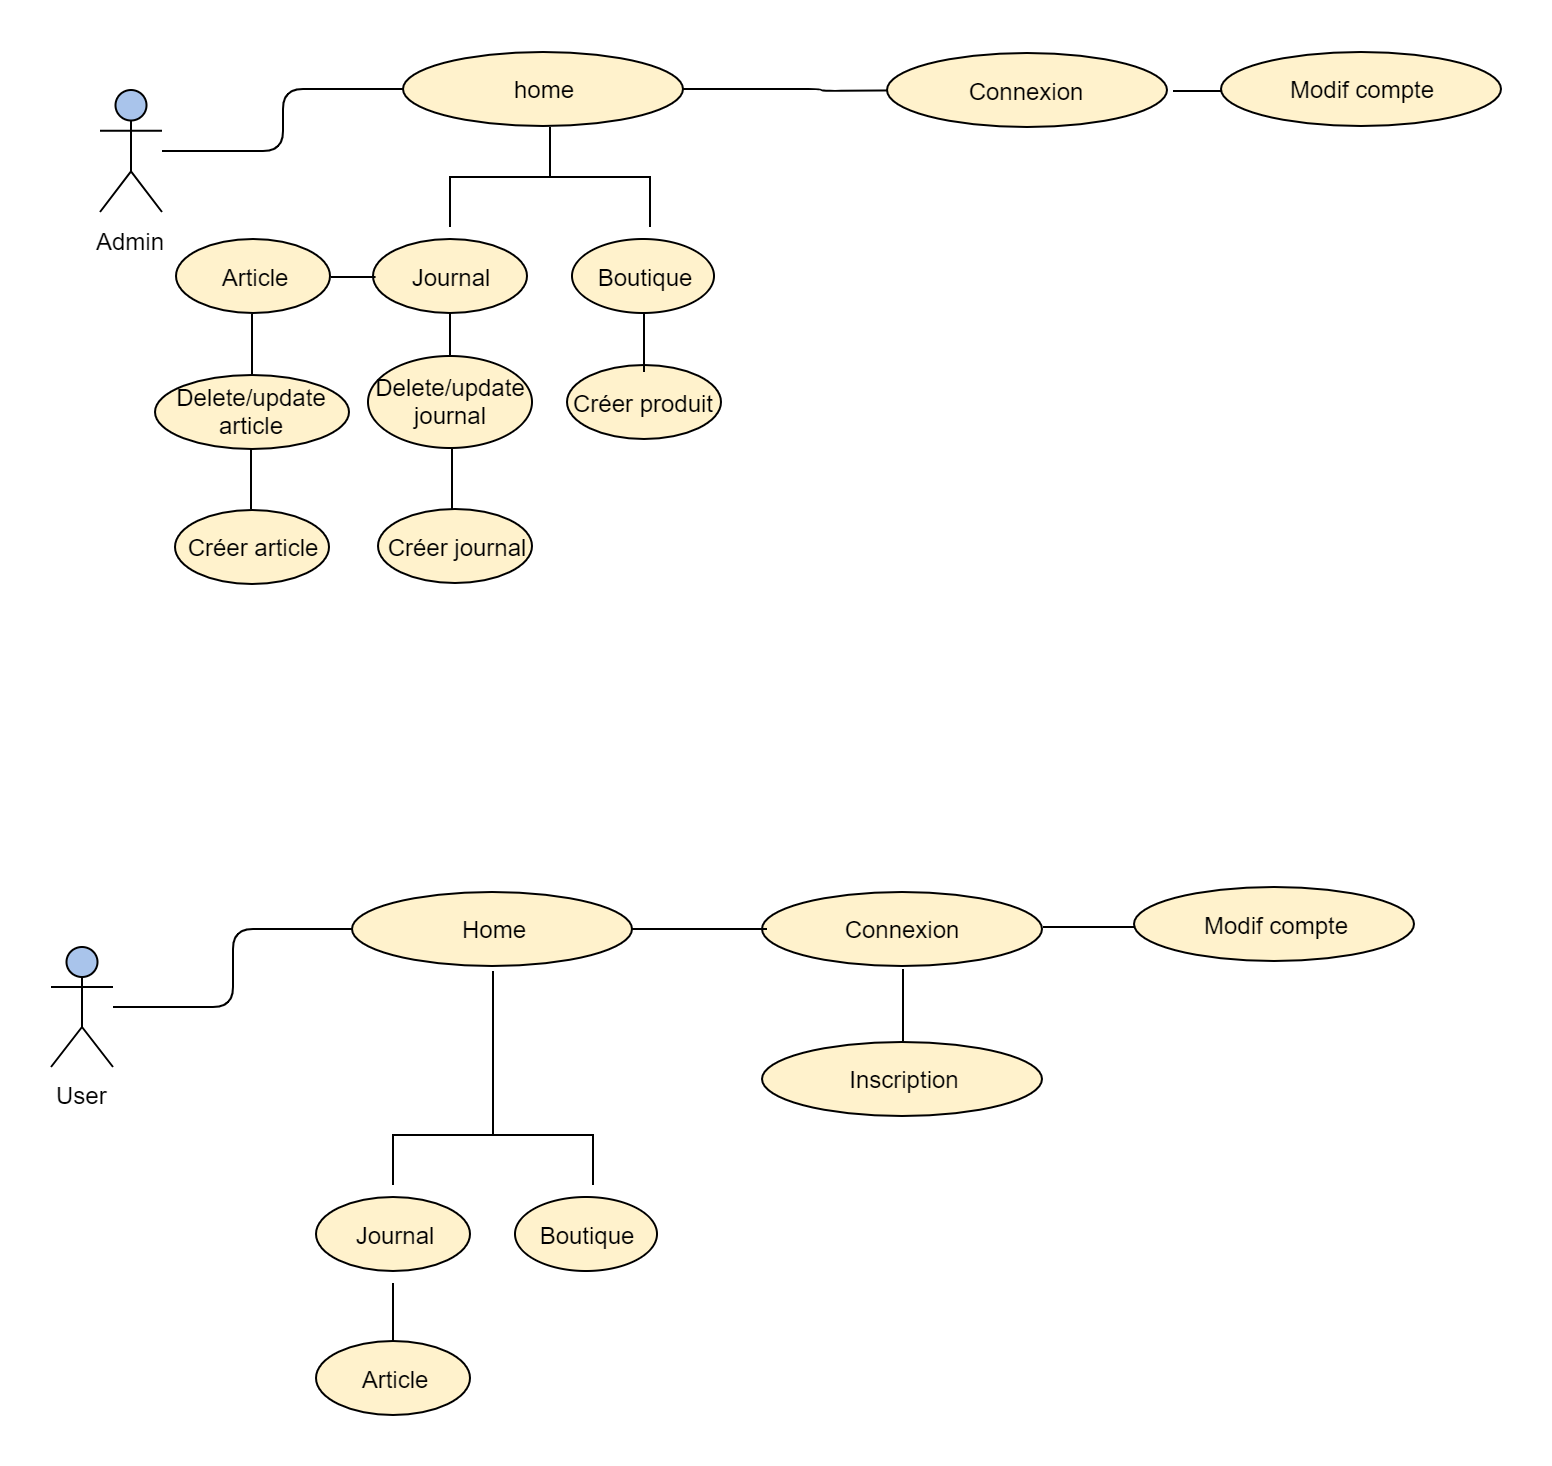 home
Connexion
Modif compte
Admin
Article
Journal
Boutique
Delete/update
article
Delete/update
journal
Créer produit
Créer article
Créer journal
Home
Connexion
Modif compte
User
Inscription
Journal
Boutique
Article